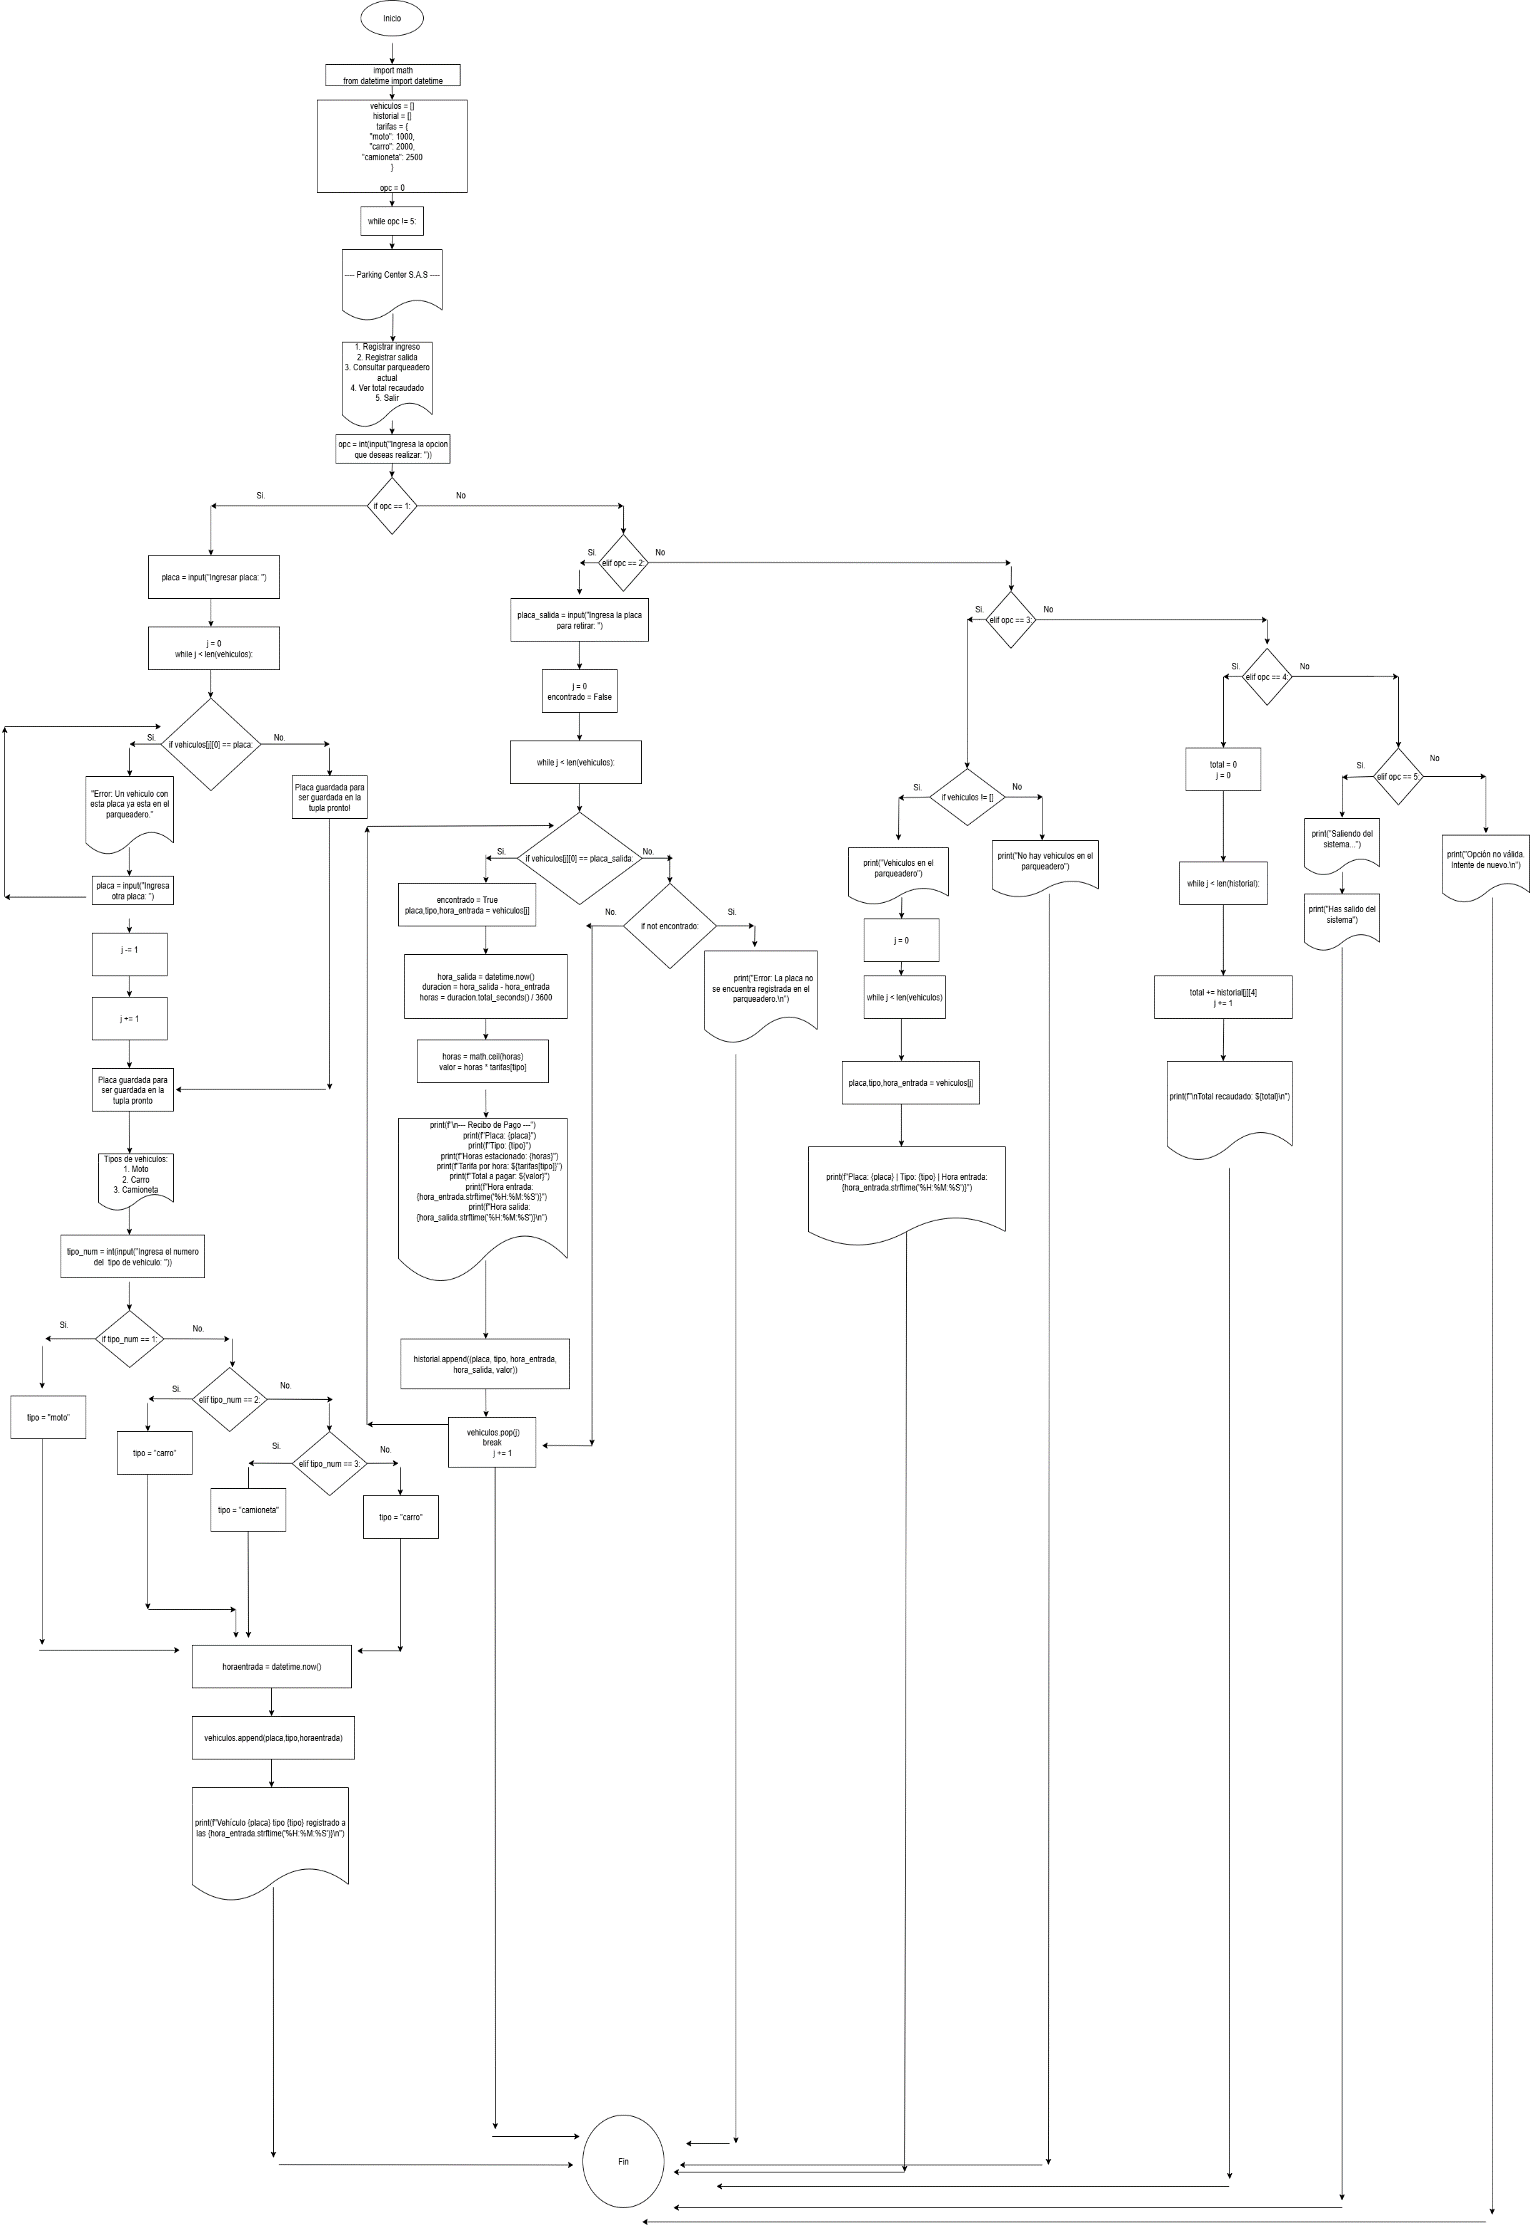 Inicio
import math
from datetime import datetime
vehiculos = []
historial = []
tarifas = {
"moto": 1000,
"carro": 2000,
"camioneta": 2500
}
opc = 0
while opc != 5:
---- Parking Center S.A.S ----
1. Registrar ingreso
2. Registrar salida
3. Consultar parqueadero
actual
4. Ver total recaudado
5. Salir
opc = int(input("Ingresa la opcion
que deseas realizar: "))
if opc == 1:
Si.
No
placa = input("Ingresar placa: ")
j = 0
while j < len(vehiculos):
if vehiculos[j][0] == placa:
Si.
No.
"Error: Un vehiculo con
esta placa ya esta en el
parqueadero."
Placa guardada para
ser guardada en la
tupla pronto!
placa = input("Ingresa
otra placa: ")
j -= 1
j += 1
Placa guardada para
ser guardada en la
tupla pronto
Tipos de vehiculos:
1. Moto
2. Carro
3. Camioneta
tipo_num = int(input("Ingresa el numero
del  tipo de vehiculo: "))
if tipo_num == 1:
Si.
No.
tipo = "moto"
elif tipo_num == 2:
Si.
No.
tipo = "carro"
elif tipo_num == 3:
Si.
No.
tipo = "camioneta"
tipo = "carro"
horaentrada = datetime.now()
vehiculos.append(placa,tipo,horaentrada)
print(f"Vehículo {placa} tipo {tipo} registrado a
las {hora_entrada.strftime('%H:%M:%S')}\n")
elif opc == 2:
Si.
No
placa_salida = input("Ingresa la placa
para retirar: ")
j = 0
encontrado = False
while j < len(vehiculos):
if vehiculos[j][0] == placa_salida:
Si.
No.
encontrado = True
placa,tipo,hora_entrada = vehiculos[j]
if not encontrado:
No.
Si.
print("Error: La placa no
se encuentra registrada en el
parqueadero.\n")
hora_salida = datetime.now()
duracion = hora_salida - hora_entrada
horas = duracion.total_seconds() / 3600
horas = math.ceil(horas)
valor = horas * tarifas[tipo]
print(f"\n--- Recibo de Pago ---")
print(f"Placa: {placa}")
print(f"Tipo: {tipo}")
print(f"Horas estacionado: {horas}")
print(f"Tarifa por hora: ${tarifas[tipo]}")
print(f"Total a pagar: ${valor}")
print(f"Hora entrada:
{hora_entrada.strftime('%H:%M:%S')}")
print(f"Hora salida:
{hora_salida.strftime('%H:%M:%S')}\n")
historial.append((placa, tipo, hora_entrada,
hora_salida, valor))
vehiculos.pop(j)
break
j += 1
elif opc == 3:
Si.
No
if vehiculos != []
Si.
No
print("Vehiculos en el
parqueadero")
print("No hay vehiculos en el
parqueadero")
j = 0
while j < len(vehiculos)
placa,tipo,hora_entrada = vehiculos[j]
print(f"Placa: {placa} | Tipo: {tipo} | Hora entrada:
{hora_entrada.strftime('%H:%M:%S')}")
elif opc == 4:
Si.
No
total = 0
j = 0
while j < len(historial):
total += historial[j][4]
j += 1
print(f"\nTotal recaudado: ${total}\n")
elif opc == 5:
Si.
No
print("Saliendo del
sistema...")
print("Has salido del
sistema")
print("Opción no válida.
Intente de nuevo.\n")
Fin